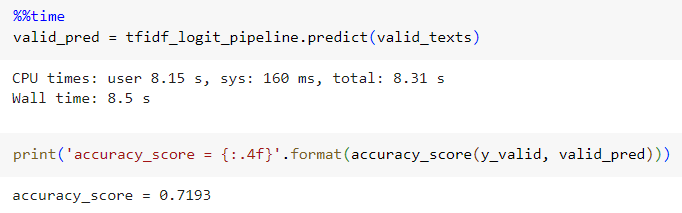 %%time
valid_pred = tfidf_logit_pipeline.predict(valid_texts)
CPU times: user 8.15 s, sys: 160 ms, total: 8.31 s
Wall time: 8.5 s
print('accuracy_score = {:.4f}'.format(accuracy_score(y_valid, valid_pred)))
accuracy_score = 0.7193